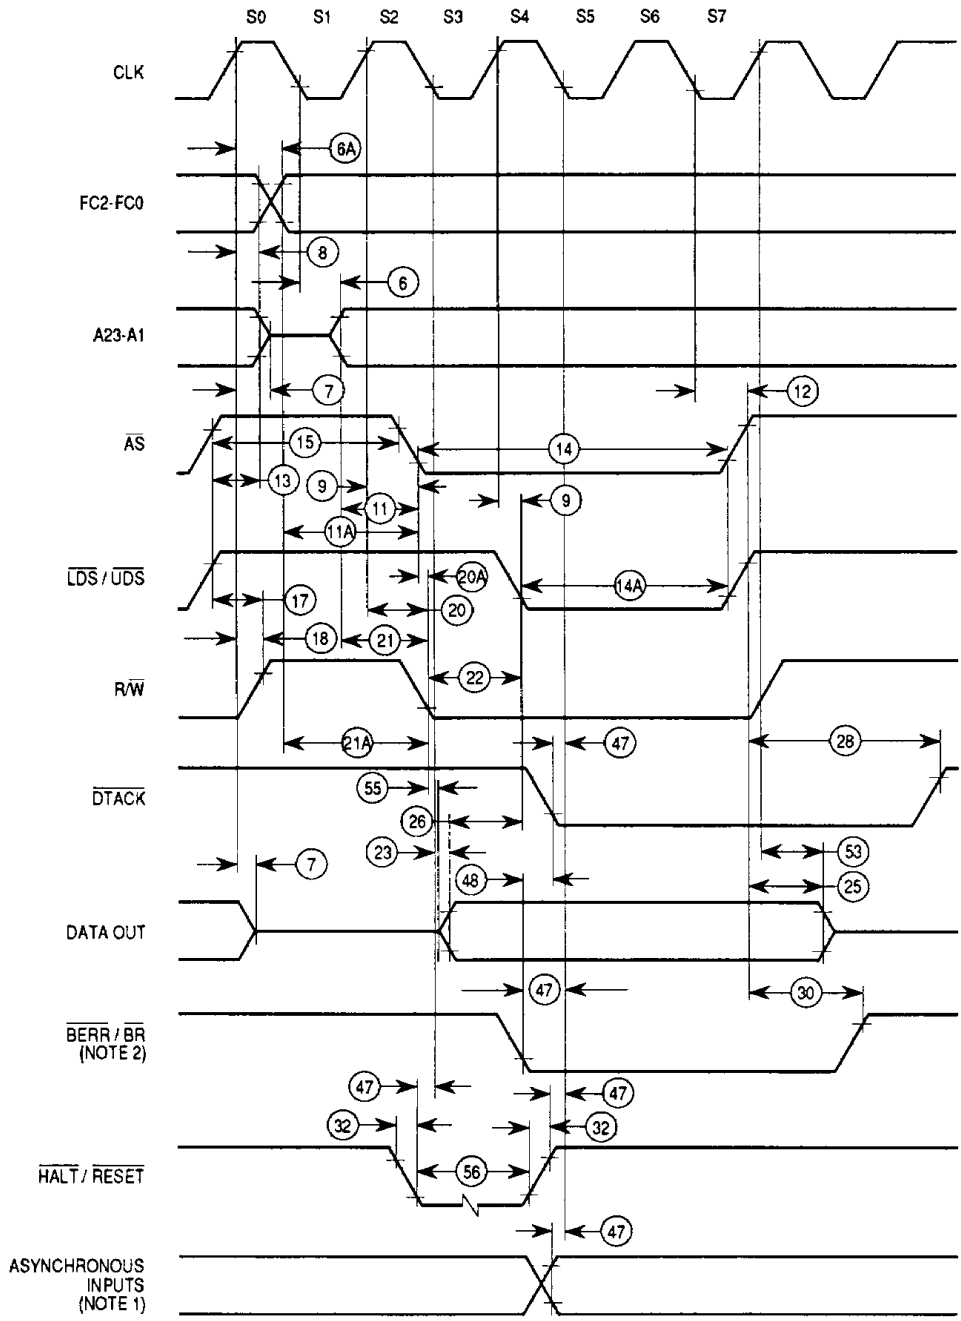 S0 S1 S2 S3 S4 S5 S6 S7
CLK
6A
FC2-FC0
8
6
A23-A1
7
12
AS
15
14
13
9
11
9
11A
LDS / UDS
20A
14A
17
20
18
21
R/W
22
21A
47
28
DTACK
55
26
23
53
7
48
25
DATA OUT
47
30
BERR / BR
(NOTE 2)
47
47
32
32
HALT / RESET
56
47
ASYNCHRONOUS
INPUTS
(NOTE 1)